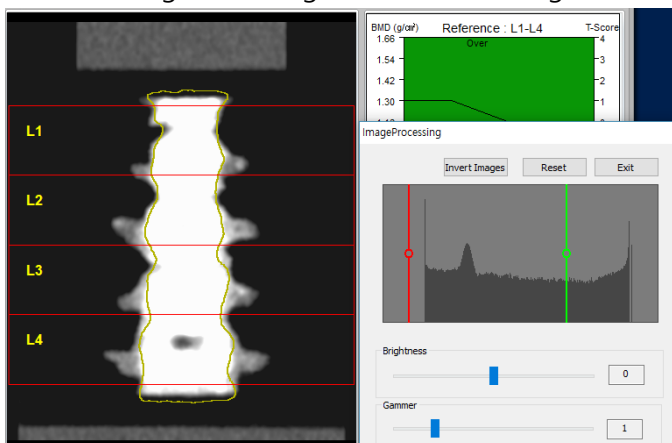 L1
L2
L3
L4
BMD (g/cm²) Reference : L1-L4 T-Score
Over
1.66 4
1.54 3
1.42 2
1.30 1
ImageProcessing
Invert Images Reset Exit
Brightness
0
Gammer
1